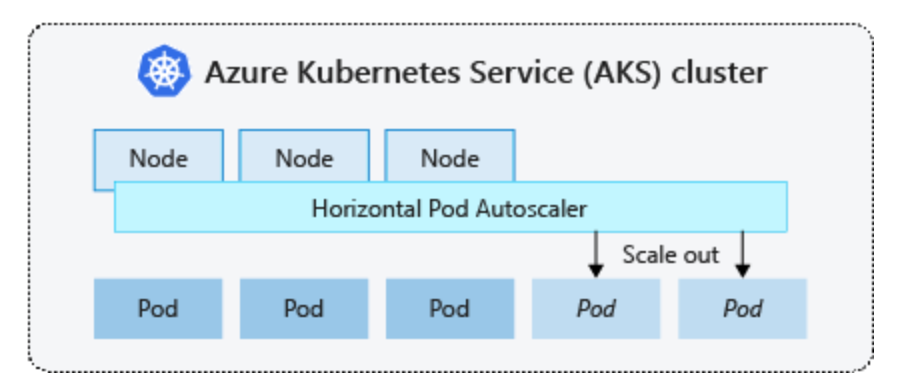 Azure Kubernetes Service (AKS) cluster
Node Node Node
Horizontal Pod Autoscaler
Scale out
Pod Pod Pod Pod Pod